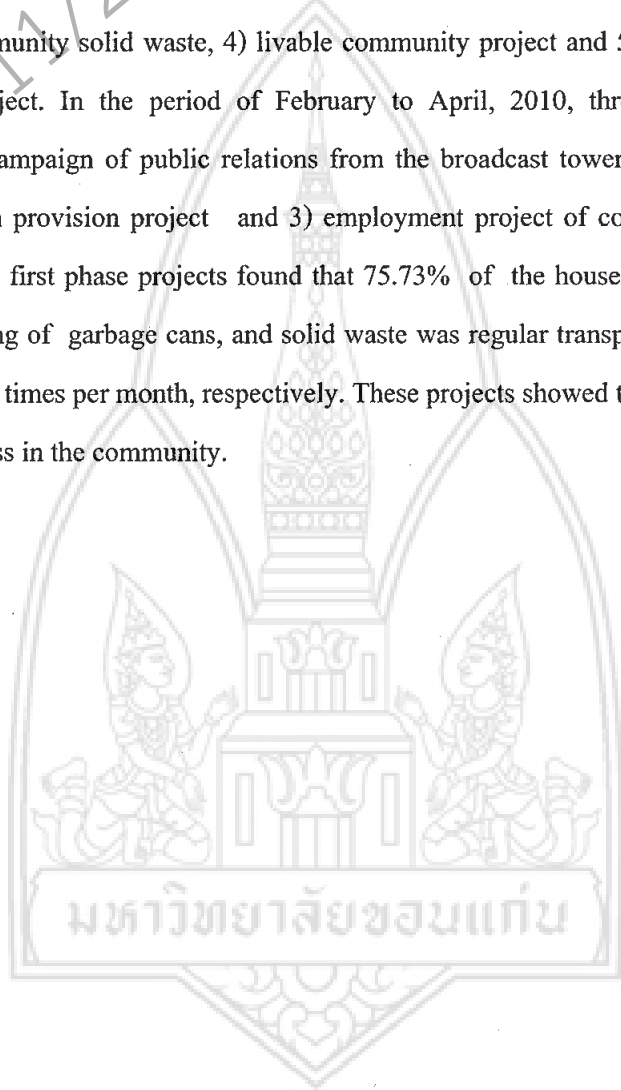 11/2
munity solid waste, 4) livable community project and
ject. In the period of February to April, 2010,
ampaign of public relations from the broadcast tower
provision project and 3) employment project of
first phase projects found that 75.73% of the house
ng of garbage cans, and solid waste was regular transp
times per month, respectively. These projects showed
ss in the community.
มหาวิทยาลัยขอนแก่น